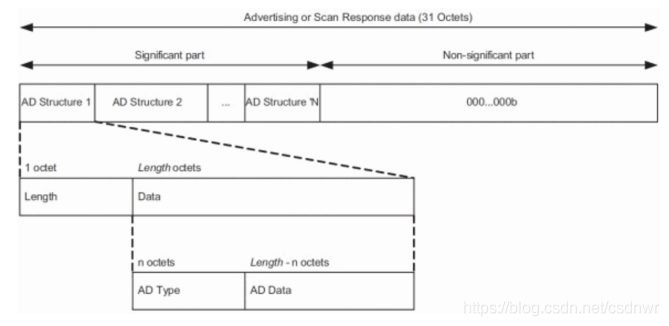 Advertising or Scan Response data (31 Octets)
Significant part Non-significant part
AD Structure 1 AD Structure 2 ... AD Structure N 000...000b
1 octet Length octets
Length Data
n octets Length - n octets
AD Type AD Data
https://blog.csdn.net/csdnwr